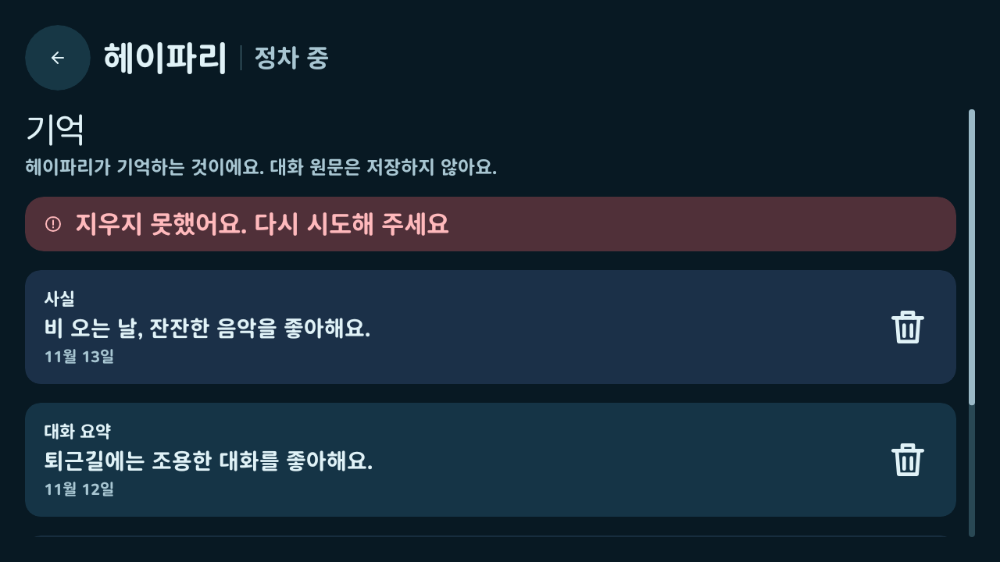 헤이파리
정차 중
기억
헤이파리가 기억하는 것이에요. 대화 원문은 저장하지 않아요.
지우지 못했어요. 다시 시도해 주세요
사실
비 오는 날, 잔잔한 음악을 좋아해요.
11월 13일
대화 요약
퇴근길에는 조용한 대화를 좋아해요.
11월 12일